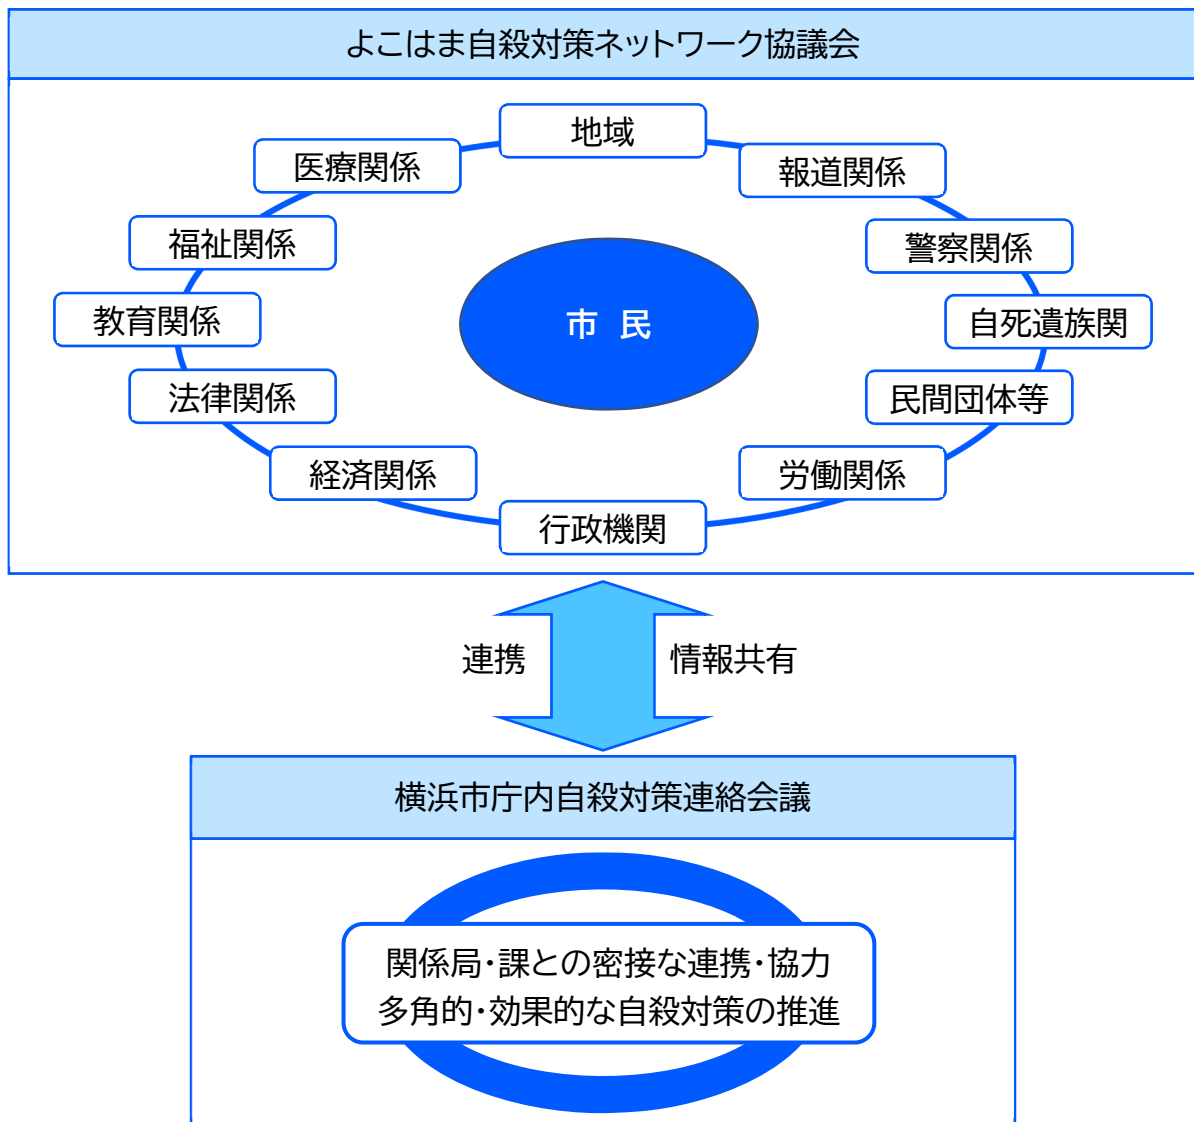 よこはま自殺対策ネットワーク協議会
地域
医療関係
報道関係
福祉関係
警察関係
教育関係
市 民
自死遺族関
法律関係
民間団体等
経済関係
労働関係
行政機関
連携
情報共有
横浜市庁内自殺対策連絡会議
関係局・課との密接な連携・協力
多角的・効果的な自殺対策の推進